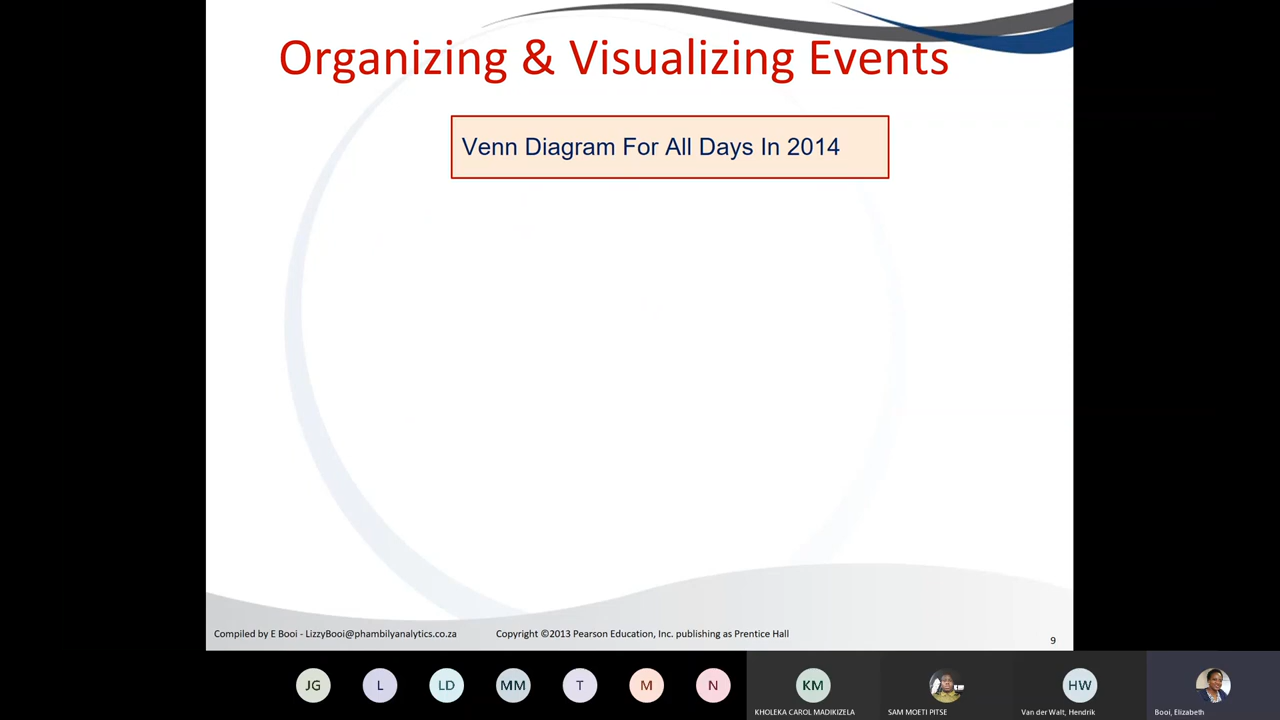 Organizing & Visualizing Events
Venn Diagram For All Days In 2014
Compiled by E Booi - LizzyBooi@phambilyanalytics.co.za
Copyright ©2013 Pearson Education, Inc. publishing as Prentice Hall
9
JG
L
LD
MM
T
M
N
KM
HW
KHOLEKA CAROL MADIKIZELA
SAM MOETI PITSE
Van der Walt, Hendrik
Booi, Elizabeth